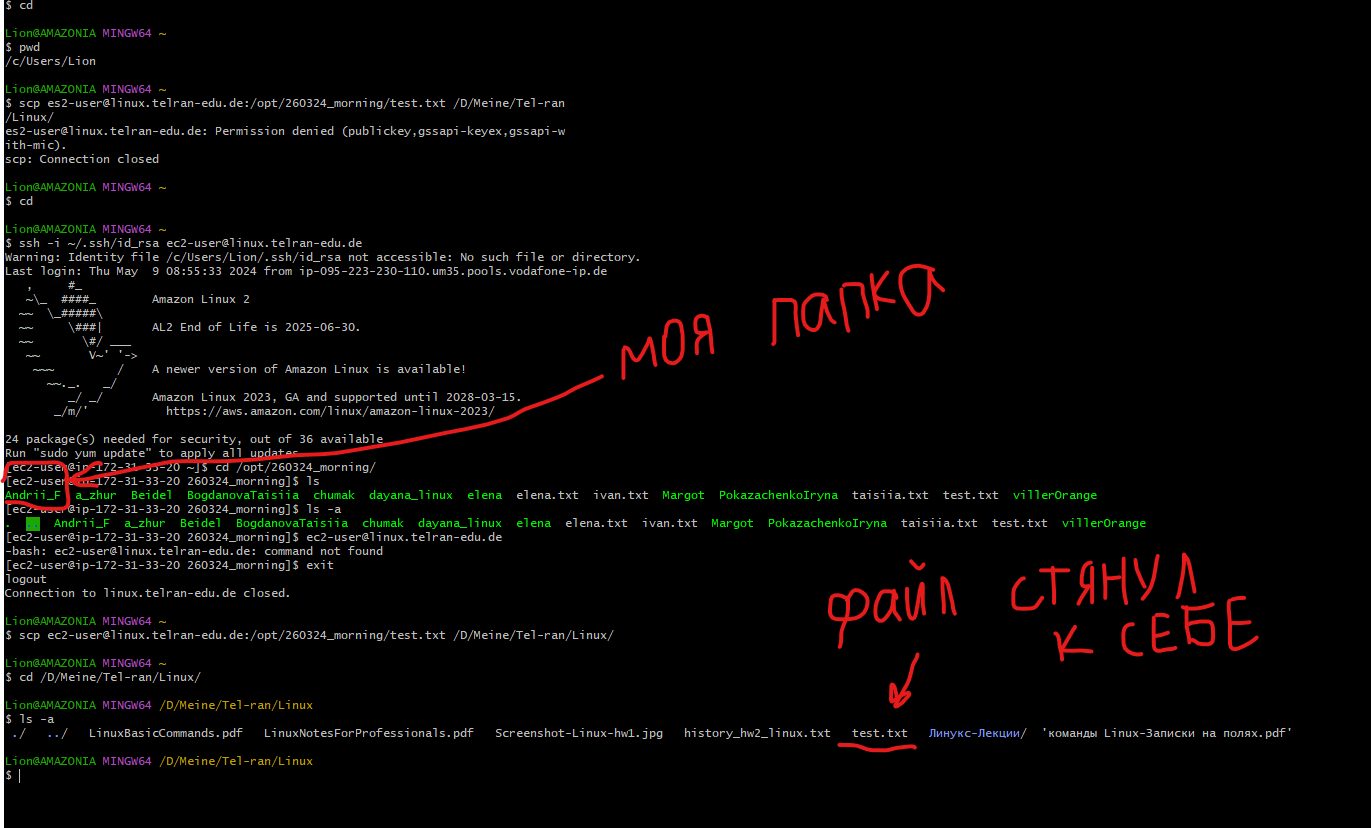 $ cd
Lion@AMAZONIA MINGW64 ~
$ pwd
/c/Users/Lion
Lion@AMAZONIA MINGW64 ~
$ scp es2-user@linux.telran-edu.de:/opt/260324_morning/test.txt /D/Meine/Tel-ran
/Linux/
es2-user@linux.telran-edu.de: Permission denied (publickey,gssapi-keyex,gssapi-w
ith-mic).
scp: Connection closed
Lion@AMAZONIA MINGW64 ~
$ cd
Lion@AMAZONIA MINGW64 ~
$ ssh -i ~/.ssh/id_rsa ec2-user@linux.telran-edu.de
Warning: Identity file /c/Users/Lion/.ssh/id_rsa not accessible: No such file or directory.
Last login: Thu May  9 08:55:33 2024 from ip-095-223-230-110.um35.pools.vodafone-ip.de
   ,     #_
   ~\_  ####_        Amazon Linux 2
  ~~  \_#####\
  ~~     \###|       AL2 End of Life is 2025-06-30.
  ~~       \#/ ___
   ~~       V~' '->
    ~~~         /    A newer version of Amazon Linux is available!
      ~~._.   _/
         _/ _/       Amazon Linux 2023, GA and supported until 2028-03-15.
       _/m/'           https://aws.amazon.com/linux/amazon-linux-2023/
моя папка
24 package(s) needed for security, out of 36 available
Run "sudo yum update" to apply all updates.
[ec2-user@ip-172-31-33-20 ~]$ cd /opt/260324_morning/
[ec2-user@ip-172-31-33-20 260324_morning]$ ls
Andrii_F  a_zhur  Beidel  BogdanovaTaisiia  chumak  dayana_linux  elena  elena.txt  ivan.txt  Margot  PokazachenkoIryna  taisiia.txt  test.txt  villerOrange
[ec2-user@ip-172-31-33-20 260324_morning]$ ls -a
.  ..  Andrii_F  a_zhur  Beidel  BogdanovaTaisiia  chumak  dayana_linux  elena  elena.txt  ivan.txt  Margot  PokazachenkoIryna  taisiia.txt  test.txt  villerOrange
[ec2-user@ip-172-31-33-20 260324_morning]$ ec2-user@linux.telran-edu.de
-bash: ec2-user@linux.telran-edu.de: command not found
[ec2-user@ip-172-31-33-20 260324_morning]$ exit
logout
Connection to linux.telran-edu.de closed.
файл стянул
к себе
Lion@AMAZONIA MINGW64 ~
$ scp ec2-user@linux.telran-edu.de:/opt/260324_morning/test.txt /D/Meine/Tel-ran/Linux/
Lion@AMAZONIA MINGW64 ~
$ cd /D/Meine/Tel-ran/Linux/
Lion@AMAZONIA MINGW64 /D/Meine/Tel-ran/Linux
$ ls -a
./   ../   LinuxBasicCommands.pdf   LinuxNotesForProfessionals.pdf   Screenshot-Linux-hw1.jpg   history_hw2_linux.txt   test.txt   Линукс-Лекции/  'команды Linux-Записки на полях.pdf'
Lion@AMAZONIA MINGW64 /D/Meine/Tel-ran/Linux
$